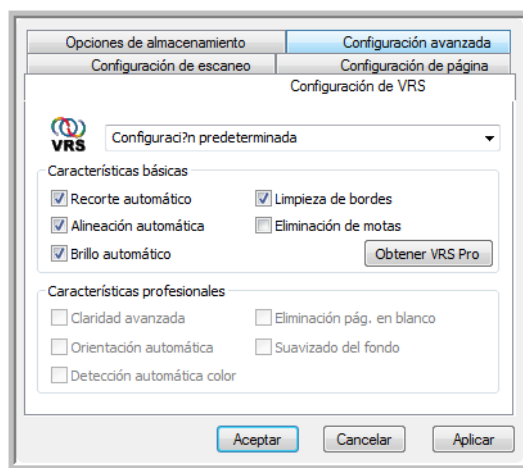 Opciones de almacenamiento Configuración avanzada
Configuración de escaneo Configuración de página
Configuración de VRS
VRS Configuraci?n predeterminada
Características básicas
Recorte automático Limpieza de bordes
Alineación automática Eliminación de motas
Brillo automático Obtener VRS Pro
Características profesionales
Claridad avanzada Eliminación pág. en blanco
Orientación automática Suavizado del fondo
Detección automática color
Aceptar Cancelar Aplicar